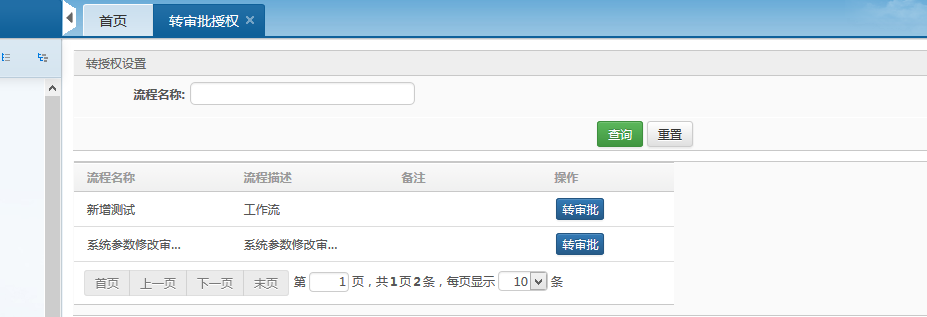 首页 转审批授权
转授权设置
流程名称:
查询 重置
流程名称 流程描述 备注 操作
新增测试 工作流 转审批
系统参数修改审... 系统参数修改审... 转审批
首页 上一页 下一页 末页 第 1 页，共1页2条，每页显示 10 条